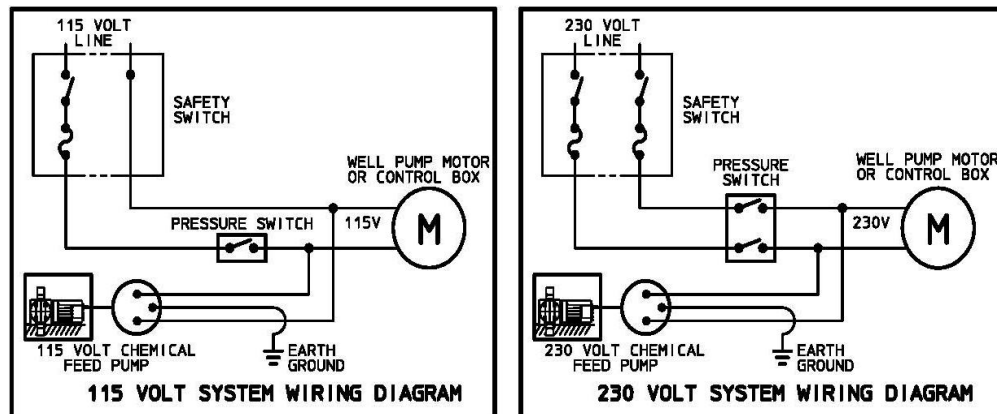 115 VOLT
LINE
SAFETY
SWITCH
WELL PUMP MOTOR
OR CONTROL BOX
PRESSURE SWITCH
115V
M
115 VOLT CHEMICAL
FEED PUMP
EARTH
GROUND
115 VOLT SYSTEM WIRING DIAGRAM
230 VOLT
LINE
SAFETY
SWITCH
PRESSURE
SWITCH
WELL PUMP MOTOR
OR CONTROL BOX
230V
M
230 VOLT CHEMICAL
FEED PUMP
EARTH
GROUND
230 VOLT SYSTEM WIRING DIAGRAM